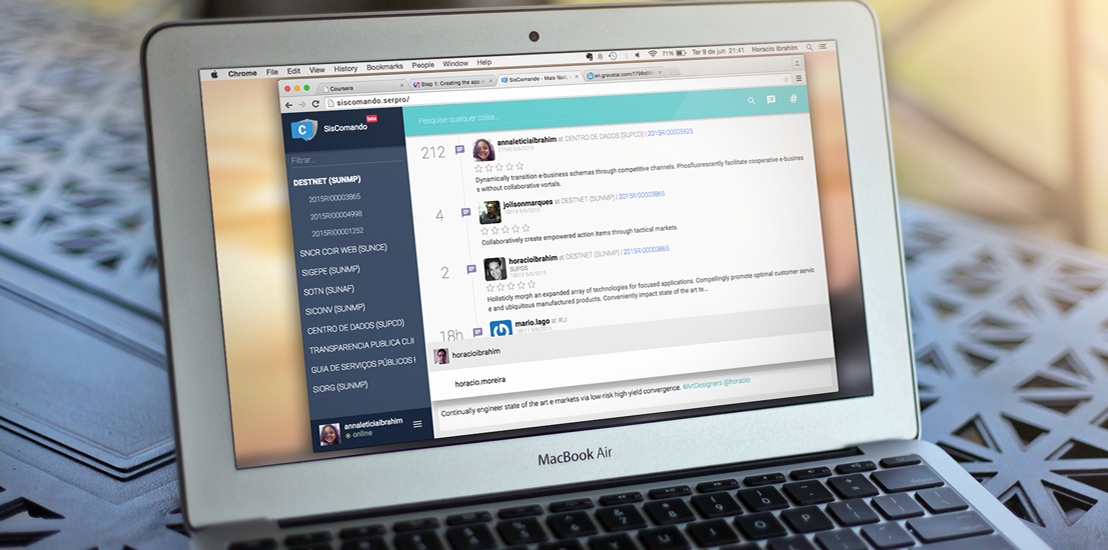 Chrome File Edit View History Bookmarks People Window Help 71% Ter 9 de jun 21:41 Horacio Ibrahim
Coursera
Step 1: Creating the app
SisComando - Mais fácil,
siscomando.serpro/
C
SisComando
beta
Pesquise qualquer coisa...
#
Filtrar...
DESTNET (SUNMP)
2015RI00003865
2015RI00004998
2015RI00001252
SNCR CCIR WEB (SUNCE)
SIGEPE (SUNMP)
SOTN (SUNAF)
SICONV (SUNMP)
CENTRO DE DADOS (SUPCD)
TRANSPARENCIA PUBLICA CLII
GUIA DE SERVIÇOS PÚBLICOS
SIORG (SUNMP)
annaleticiaibrahim
online
212
annaleticiaibrahim at CENTRO DE DADOS (SUPCD) | 2015RI00005925
Dynamically transition e-business schemas through competitive channels. Phosfluorescently facilitate cooperative e-busines
s without collaborative vortals.
4
joilsonmarques at DESTNET (SUNMP) | 2015RI00003865
Collaboratively create empowered action items through tactical markets.
2
horacioibrahim at DESTNET (SUNMP) | 2015RI00003865
SUPGS
Holisticly morph an expanded array of technologies for focused applications. Compellingly promote optimal customer servic
e and ubiquitous manufactured products. Conveniently impact state of the art te...
18h
mario.lago at #UI
horacioibrahim
horacio.moreira
Continually engineer state of the art e-markets via low-risk high-yield convergence. #ArtDesigners @horacio
MacBook Air